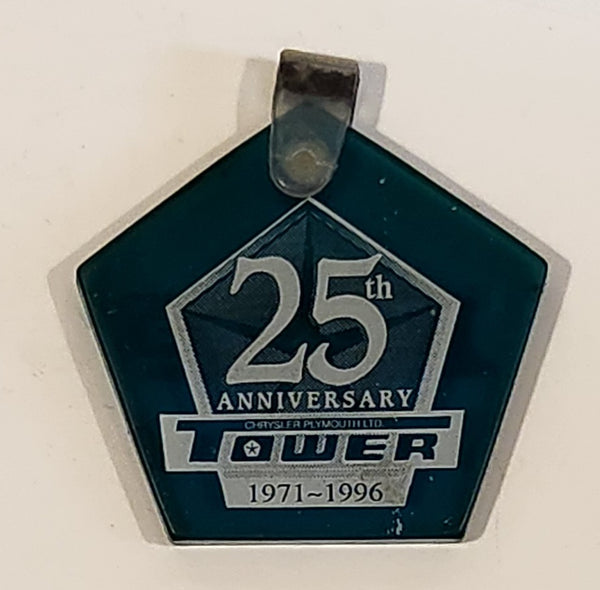 25th
ANNIVERSARY
CHRYSLER PLYMOUTH LTD.
TOWER
1971~1996